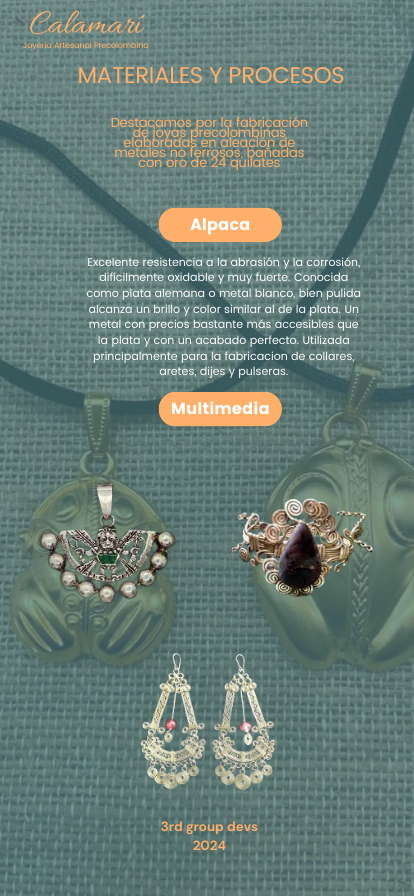 Calamarí
Joyería Artesanal Precolombina
MATERIALES Y PROCESOS
Destacamos por la fabricación
de joyas precolombinas
elaboradas en aleación de
metales no ferrosos, bañadas
con oro de 24 quilates
Alpaca
Excelente resistencia a la abrasión y la corrosión,
difícilmente oxidable y muy fuerte. Conocida
como plata alemana o metal blanco, bien pulida
alcanza un brillo y color similar al de la plata. Un
metal con precios bastante más accesibles que
la plata y con un acabado perfecto. Utilizada
principalmente para la fabricacion de collares,
aretes, dijes y pulseras.
Multimedia
3rd group devs
2024